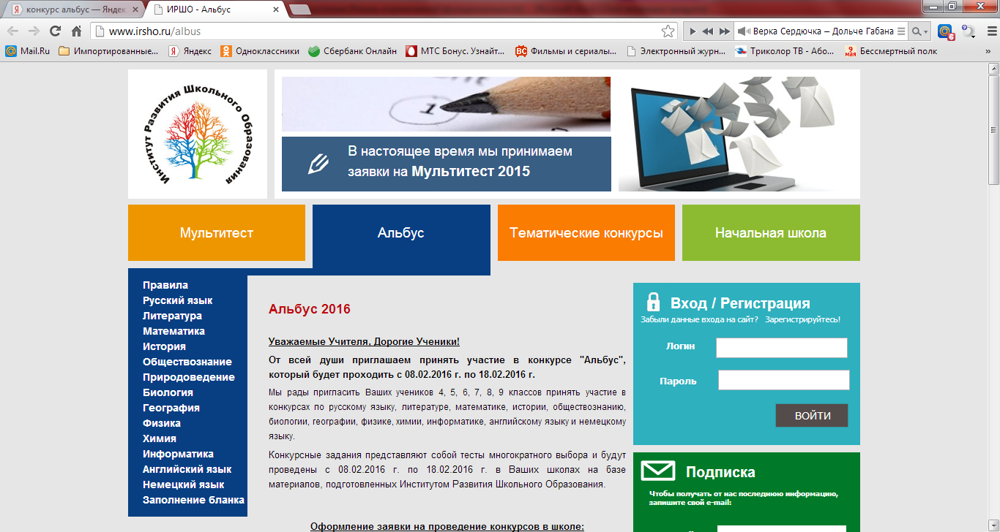 конкурс альбус — Яндек
ИРШО - Альбус
www.irsho.ru/albus
Верка Сердючка – Дольче Габана
6
Mail.Ru
Импортированные...
Яндекс
Одноклассники
Сбербанк Онлайн
МТС Бонус. Узнайт...
Фильмы и сериалы...
Электронный журн...
Триколор ТВ - Або...
9 мая
Бессмертный полк
»
Институт Развития Школьного Образования
1
В настоящее время мы принимаем
заявки на Мультитест 2015
Мультитест
Альбус
Тематические конкурсы
Начальная школа
Правила
Русский язык
Литература
Математика
История
Обществознание
Природоведение
Биология
География
Физика
Химия
Информатика
Английский язык
Немецкий язык
Заполнение бланка
Альбус 2016
Уважаемые Учителя, Дорогие Ученики!
От всей души приглашаем принять участие в конкурсе "Альбус",
который будет проходить с 08.02.2016 г. по 18.02.2016 г.
Мы рады пригласить Ваших учеников 4, 5, 6, 7, 8, 9 классов принять участие в
конкурсах по русскому языку, литературе, математике, истории, обществознанию,
биологии, географии, физике, химии, информатике, английскому языку и немецкому
языку.
Конкурсные задания представляют собой тесты многократного выбора и будут
проведены с 08.02.2016 г. по 18.02.2016 г. в Ваших школах на базе
материалов, подготовленных Институтом Развития Школьного Образования.
Оформление заявки на проведение конкурсов в школе:
Вход / Регистрация
Забыли данные входа на сайт? Зарегистрируйтесь!
Логин
Пароль
ВОЙТИ
Подписка
Чтобы получать от нас последнюю информацию,
запишите свой e-mail: